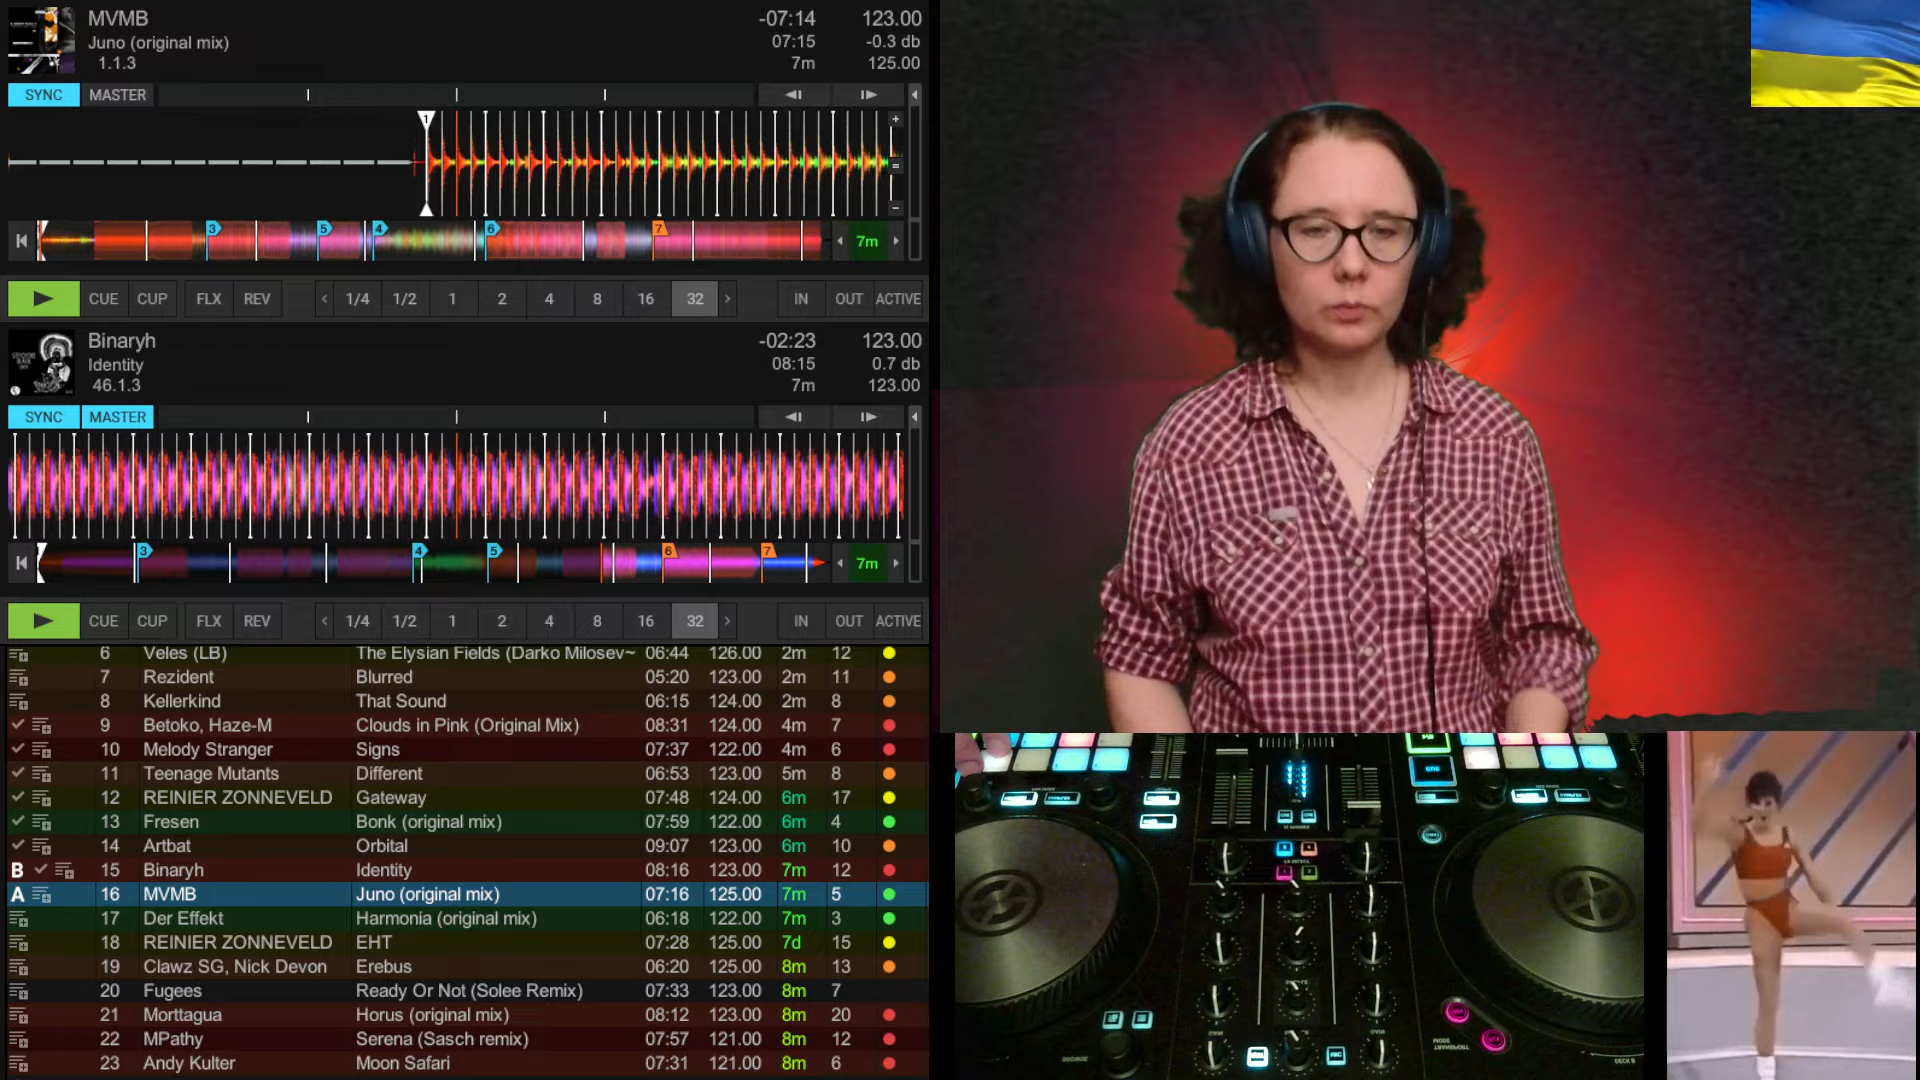 MVMB -07:14 123.00
Juno (original mix) 07:15 -0.3 db
1.1.3 7m 125.00
SYNC MASTER
1
3 5 4 6 7
7m
CUE CUP FLX REV 1/4 1/2 1 2 4 8 16 32 IN OUT ACTIVE
Binaryh -02:23 123.00
Identity 08:15 0.7 db
46.1.3 7m 123.00
SYNC MASTER
3 4 5 6 7
7m
CUE CUP FLX REV 1/4 1/2 1 2 4 8 16 32 IN OUT ACTIVE
6 Veles (LB) The Elysian Fields (Darko Milosev~ 06:44 126.00 2m 12
7 Rezident Blurred 05:20 123.00 2m 11
8 Kellerkind That Sound 06:15 124.00 2m 8
9 Betoko, Haze-M Clouds in Pink (Original Mix) 08:31 124.00 4m 7
10 Melody Stranger Signs 07:37 122.00 4m 6
11 Teenage Mutants Different 06:53 123.00 5m 8
12 REINIER ZONNEVELD Gateway 07:48 124.00 6m 17
13 Fresen Bonk (original mix) 07:59 122.00 6m 4
14 Artbat Orbital 09:07 123.00 6m 10
B 15 Binaryh Identity 08:16 123.00 7m 12
A 16 MVMB Juno (original mix) 07:16 125.00 7m 5
17 Der Effekt Harmonia (original mix) 06:18 122.00 7m 3
18 REINIER ZONNEVELD EHT 07:28 125.00 7d 15
19 Clawz SG, Nick Devon Erebus 06:20 125.00 8m 13
20 Fugees Ready Or Not (Solee Remix) 07:33 123.00 8m 7
21 Morttagua Horus (original mix) 08:12 123.00 8m 20
22 MPathy Serena (Sasch remix) 07:57 121.00 8m 12
23 Andy Kulter Moon Safari 07:31 121.00 8m 6